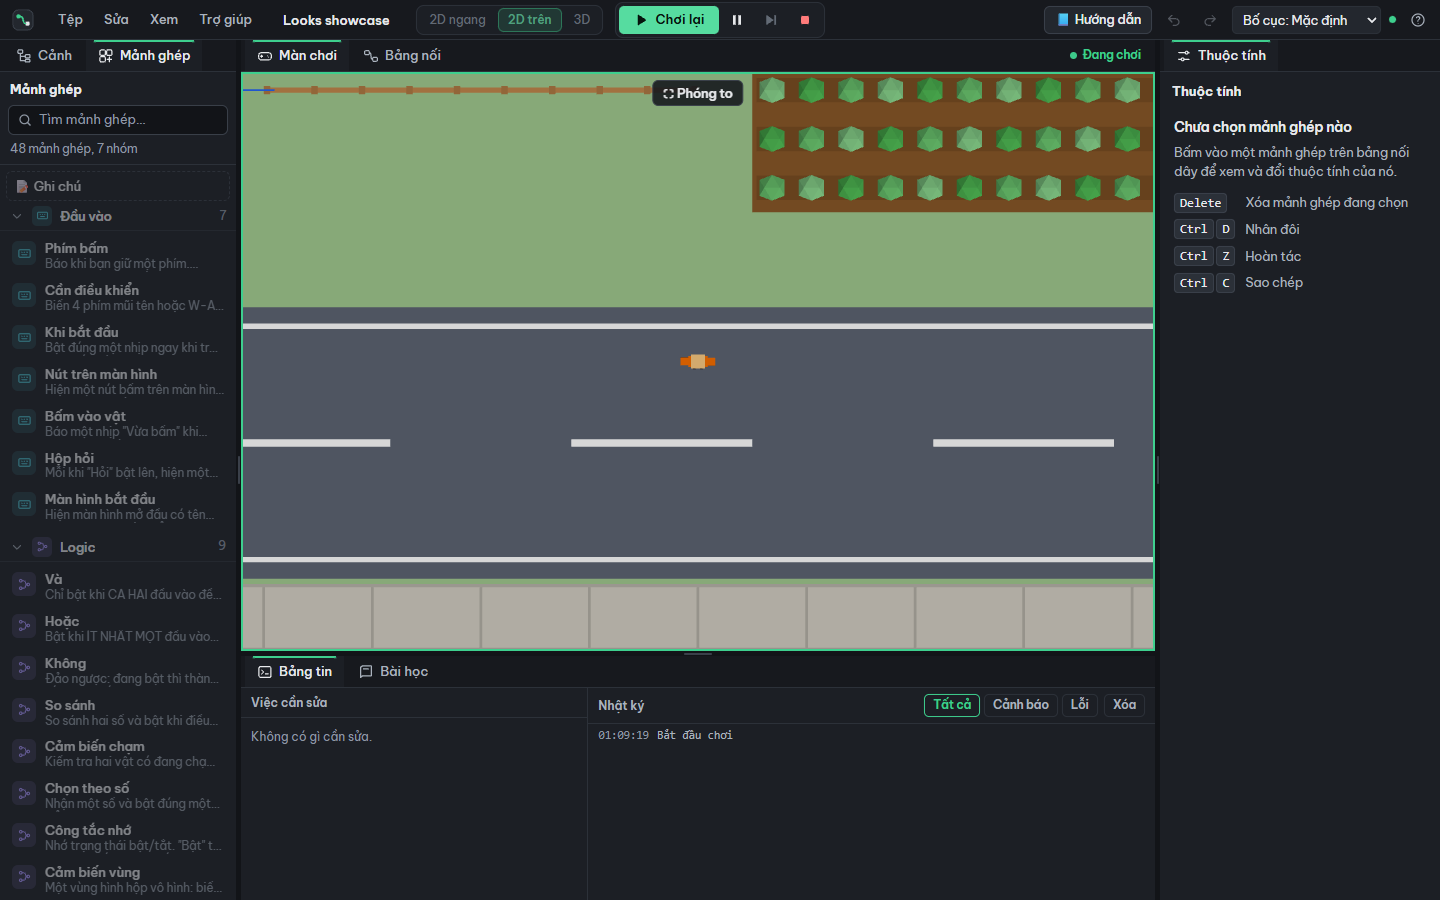 Tệp Sửa Xem Trợ giúp Looks showcase 2D ngang 2D trên 3D Chơi lại Hướng dẫn Bố cục: Mặc định
Cảnh Mảnh ghép
Mảnh ghép
Tìm mảnh ghép...
48 mảnh ghép, 7 nhóm
Ghi chú
Đầu vào 7
Phím bấm
Báo khi bạn giữ một phím....
Cần điều khiển
Biến 4 phím mũi tên hoặc W-A...
Khi bắt đầu
Bật đúng một nhịp ngay khi tr...
Nút trên màn hình
Hiện một nút bấm trên màn hìn...
Bấm vào vật
Báo một nhịp "Vừa bấm" khi...
Hộp hỏi
Mỗi khi "Hỏi" bật lên, hiện một...
Màn hình bắt đầu
Hiện màn hình mở đầu có tên...
Logic 9
Và
Chỉ bật khi CẢ HAI đầu vào đề...
Hoặc
Bật khi ÍT NHẤT MỘT đầu vào...
Không
Đảo ngược: đang bật thì thàn...
So sánh
So sánh hai số và bật khi điều...
Cảm biến chạm
Kiểm tra hai vật có đang chạ...
Chọn theo số
Nhận một số và bật đúng một...
Công tắc nhớ
Nhớ trạng thái bật/tắt. "Bật" t...
Cảm biến vùng
Một vùng hình hộp vô hình: biế...
Màn chơi Bảng nối Đang chơi
Phóng to
Bảng tin Bài học
Việc cần sửa
Không có gì cần sửa.
Nhật ký Tất cả Cảnh báo Lỗi Xóa
01:09:19 Bắt đầu chơi
Thuộc tính
Thuộc tính
Chưa chọn mảnh ghép nào
Bấm vào một mảnh ghép trên bảng nối
dây để xem và đổi thuộc tính của nó.
Delete Xóa mảnh ghép đang chọn
Ctrl D Nhân đôi
Ctrl Z Hoàn tác
Ctrl C Sao chép